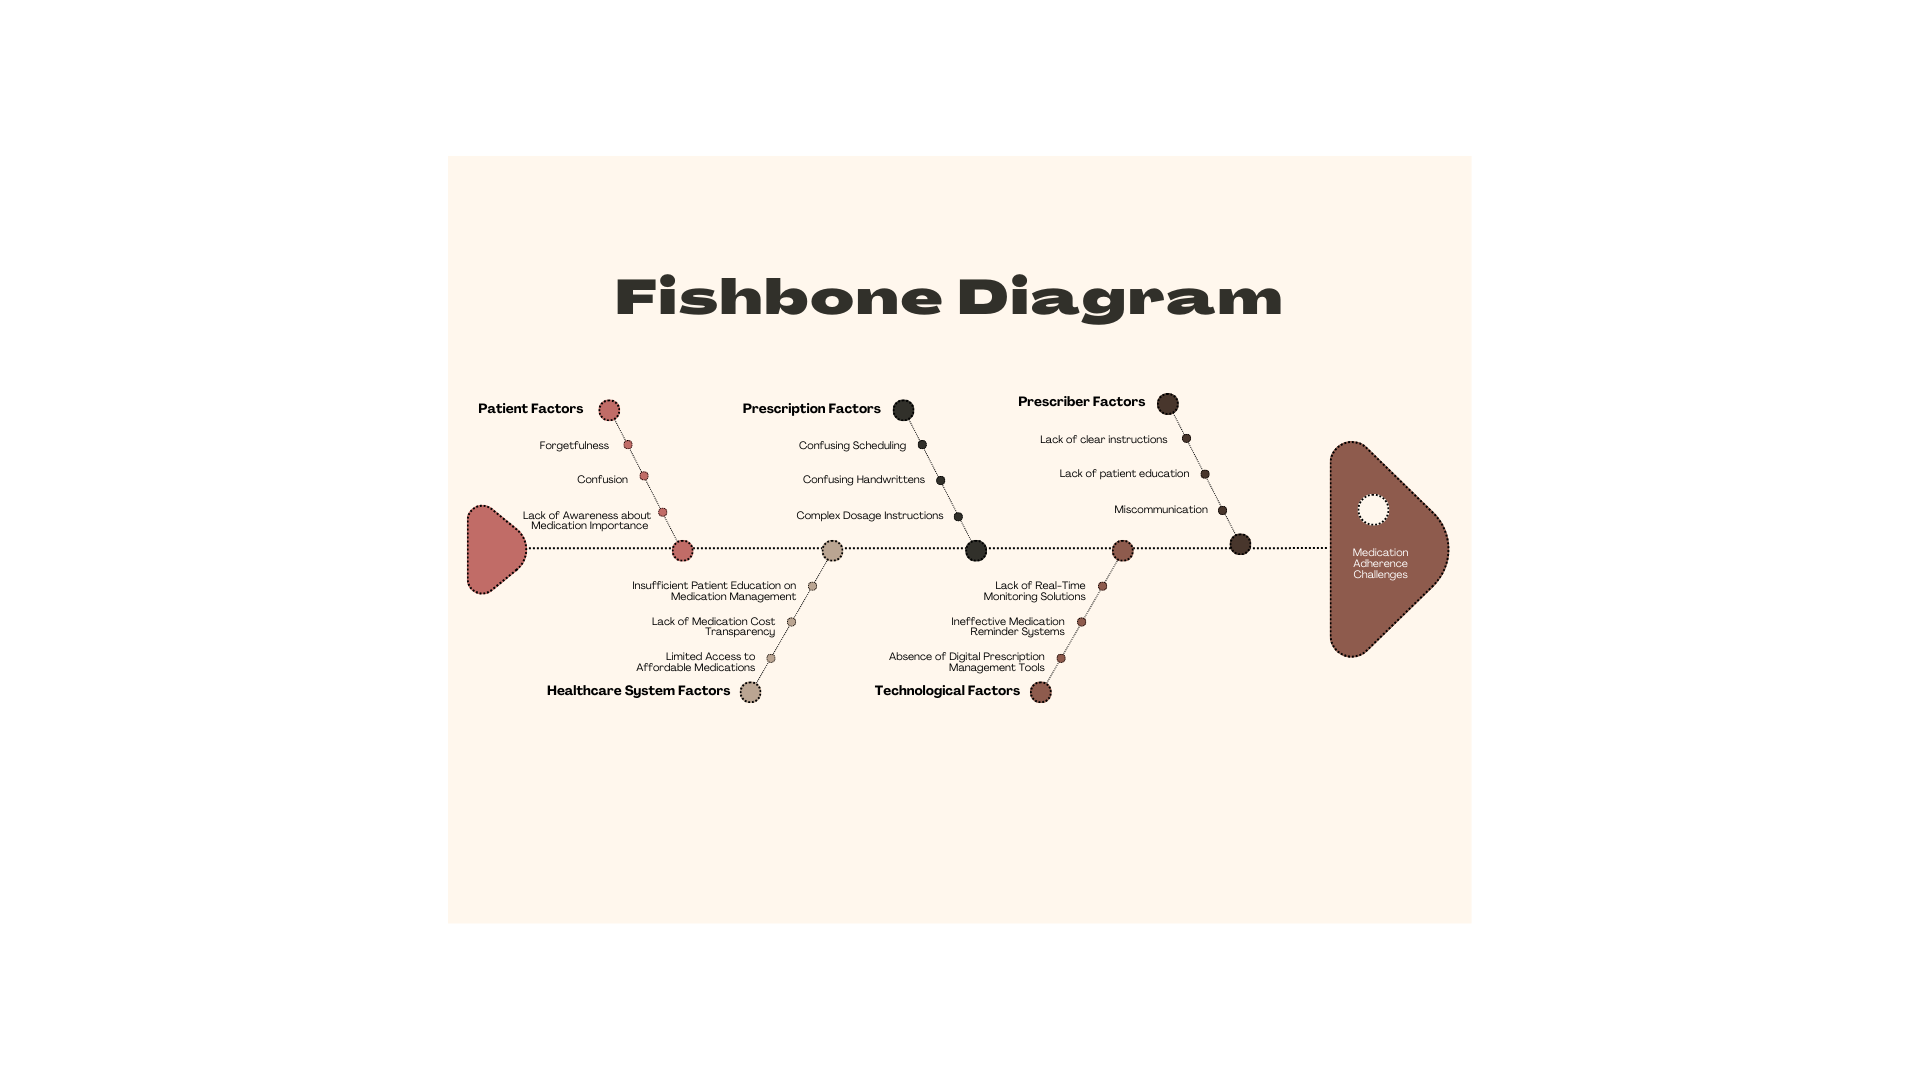 Fishbone Diagram
Patient Factors
Forgetfulness
Confusion
Lack of Awareness about
Medication Importance
Prescription Factors
Confusing Scheduling
Confusing Handwrittens
Complex Dosage Instructions
Prescriber Factors
Lack of clear instructions
Lack of patient education
Miscommunication
Medication
Adherence
Challenges
Insufficient Patient Education on
Medication Management
Lack of Medication Cost
Transparency
Limited Access to
Affordable Medications
Healthcare System Factors
Lack of Real-Time
Monitoring Solutions
Ineffective Medication
Reminder Systems
Absence of Digital Prescription
Management Tools
Technological Factors